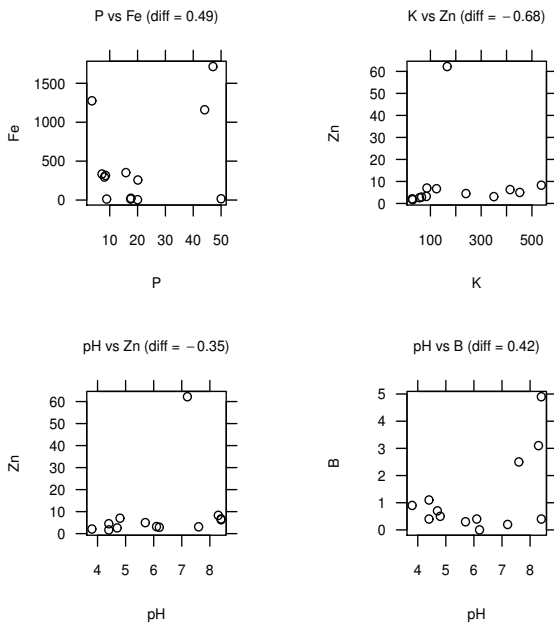 P vs Fe (diff = 0.49)
Fe
1500
1000
500
0
10 20 30 40 50
P
K vs Zn (diff = −0.68)
Zn
60
50
40
30
20
10
0
100 300 500
K
pH vs Zn (diff = −0.35)
Zn
60
50
40
30
20
10
0
4 5 6 7 8
pH
pH vs B (diff = 0.42)
B
5
4
3
2
1
0
4 5 6 7 8
pH